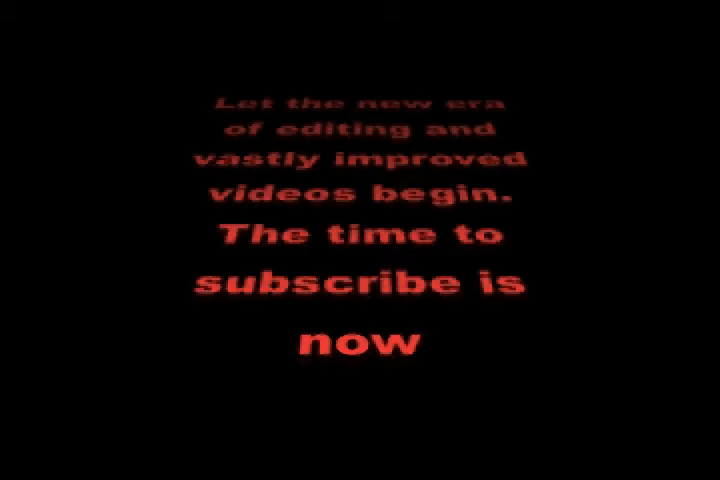 Let the new era
of editing and
vastly improved
videos begin.
The time to
subscribe is
now